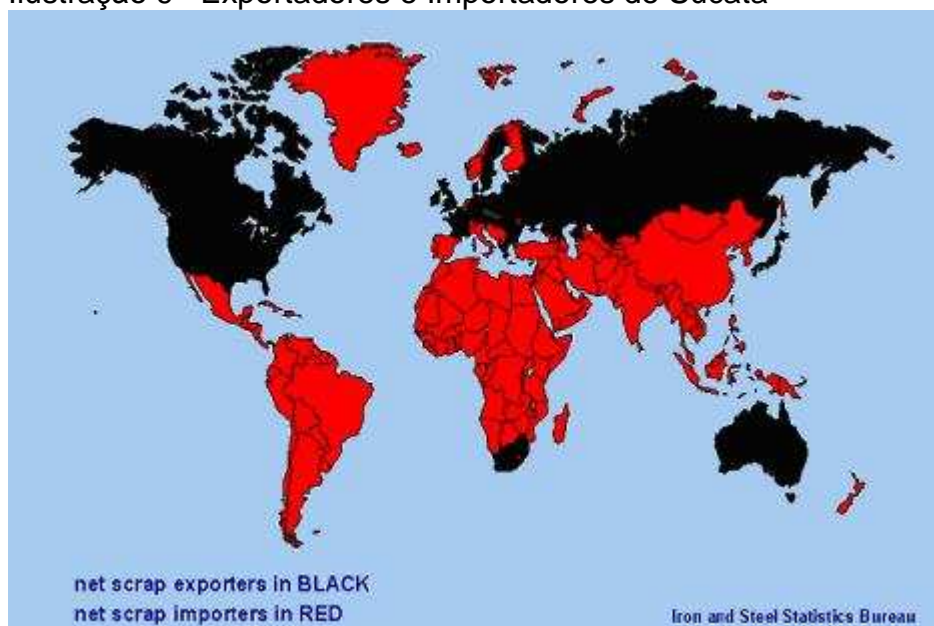 Ilustração 6 - Exportadores e Importadores de Sucata
net scrap exporters in BLACK
net scrap importers in RED
Iron and Steel Statistics Bureau